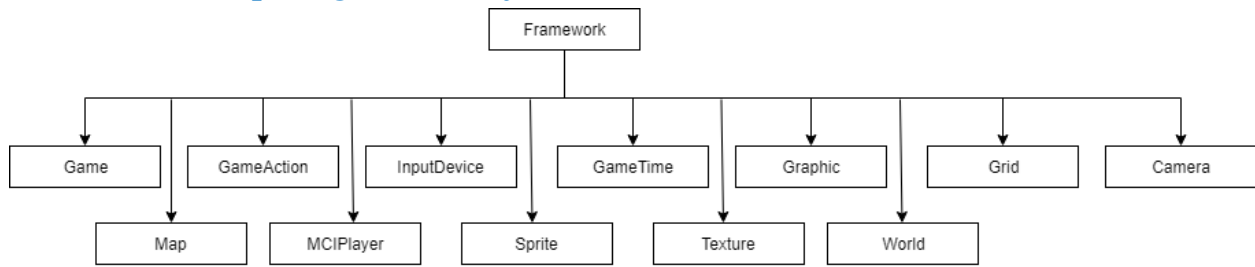 Framework
Game
GameAction
InputDevice
GameTime
Graphic
Grid
Camera
Map
MCIPlayer
Sprite
Texture
World